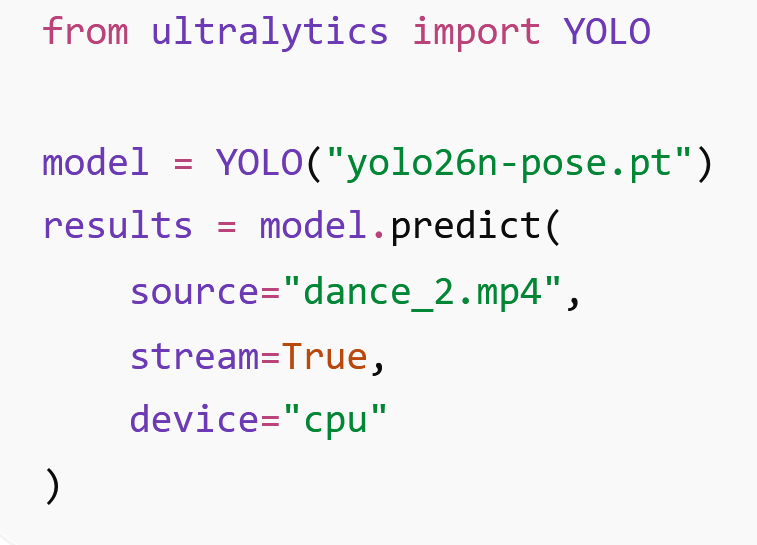 from ultralytics import YOLO
model = YOLO("yolo26n-pose.pt")
results = model.predict(
    source="dance_2.mp4",
    stream=True,
    device="cpu"
)